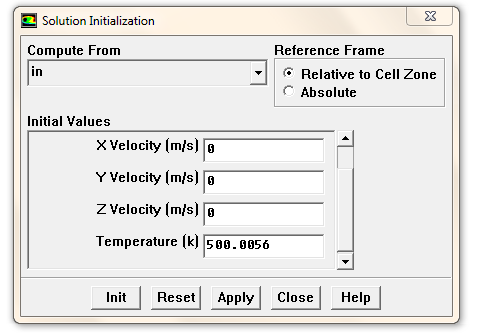 Solution Initialization
Compute From
in
Reference Frame
Relative to Cell Zone
Absolute
Initial Values
X Velocity (m/s) 0
Y Velocity (m/s) 0
Z Velocity (m/s) 0
Temperature (k) 500.0056
Init Reset Apply Close Help